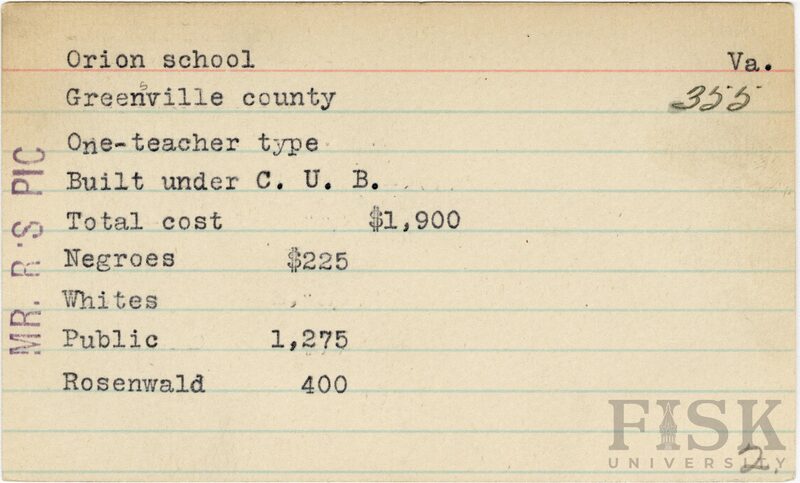 Orion school Va.
Greensville county 355
One-teacher type
Built under C. U. B.
Total cost $1,900
Negroes $225
Whites
Public 1,275
Rosenwald 400
MR. R'S PIC
FISK
UNIVERSITY
2.